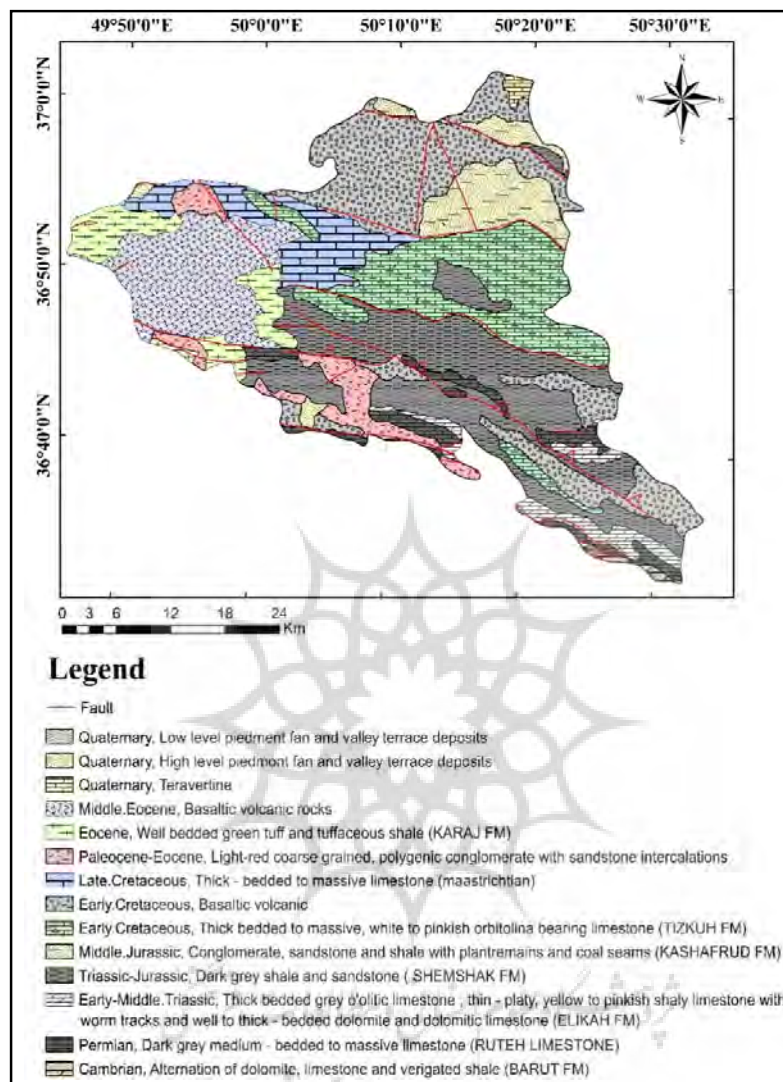 49°50'0"E 50°0'0"E 50°10'0"E 50°20'0"E 50°30'0"E
37°0'0"N
36°50'0"N
36°40'0"N
N
W E
S
0 3 6 12 18 24
Km
Legend
Fault
Quaternary, Low level piedment fan and valley terrace deposits
Quaternary, High level piedmont fan and valley terrace deposits
Quaternary, Teravertine
Middle.Eocene, Basaltic volcanic rocks
Eocene, Well bedded green tuff and tuffaceous shale (KARAJ FM)
Paleocene-Eocene, Light-red coarse grained, polygenic conglomerate with sandstone intercalations
Late.Cretaceous, Thick - bedded to massive limestone (maastrichtian)
Early.Cretaceous, Basaltic volcanic
Early.Cretaceous, Thick bedded to massive, white to pinkish orbitolina bearing limestone (TIZKUH FM)
Middle.Jurassic, Conglomerate, sandstone and shale with plantremains and coal seams (KASHAFRUD FM)
Triassic-Jurassic, Dark grey shale and sandstone ( SHEMSHAK FM)
Early-Middle.Triassic, Thick bedded grey o'olitic limestone , thin - platy, yellow to pinkish shaly limestone with
worm tracks and well to thick - bedded dolomite and dolomitic limestone (ELIKAH FM)
Permian, Dark grey medium - bedded to massive limestone (RUTEH LIMESTONE)
Cambrian, Alternation of dolomite, limestone and verigated shale (BARUT FM)